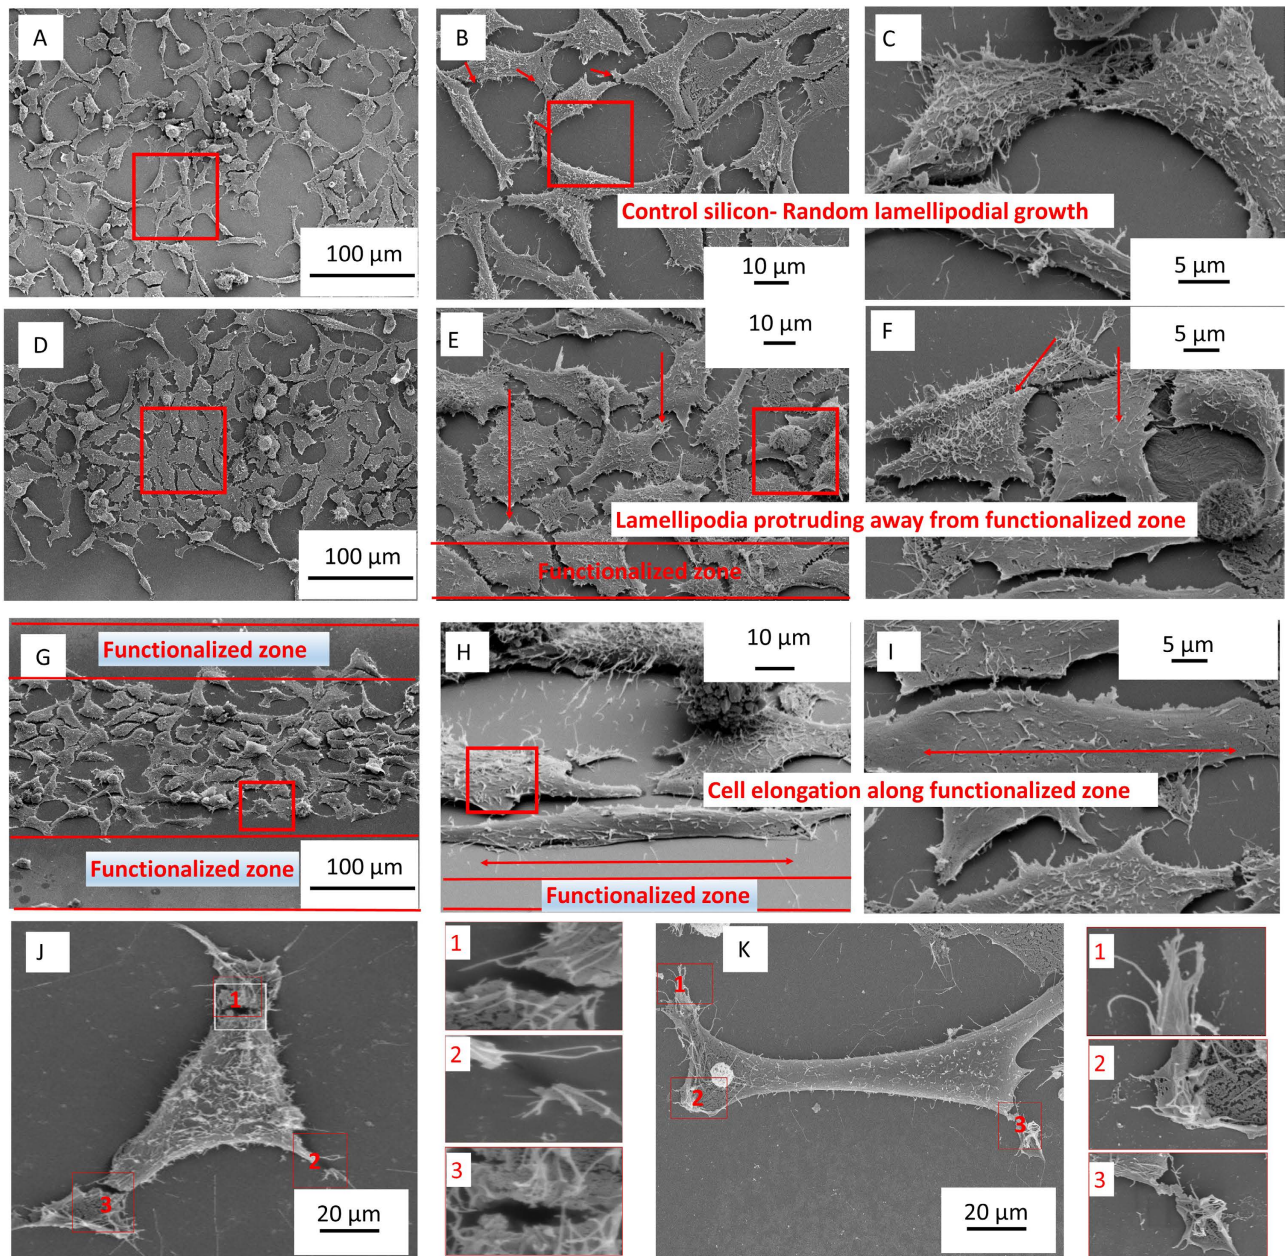 A
100 µm
B
10 µm
C
5 µm
Control silicon- Random lamellipodial growth
D
100 µm
E
10 µm
F
5 µm
Lamellipodia protruding away from functionalized zone
Functionalized zone
G
Functionalized zone
Functionalized zone
100 µm
H
10 µm
I
5 µm
Cell elongation along functionalized zone
Functionalized zone
J
1
2
3
20 µm
1
2
3
K
1
2
3
20 µm
1
2
3